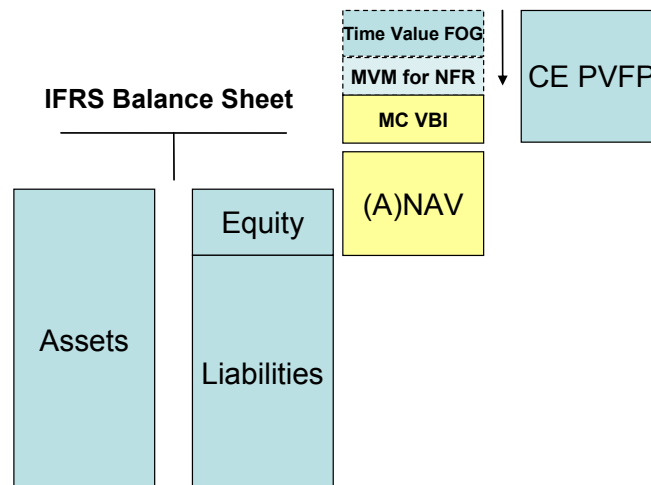 Time Value FOG
MVM for NFR
CE PVFP
IFRS Balance Sheet
MC VBI
(A)NAV
Equity
Assets
Liabilities